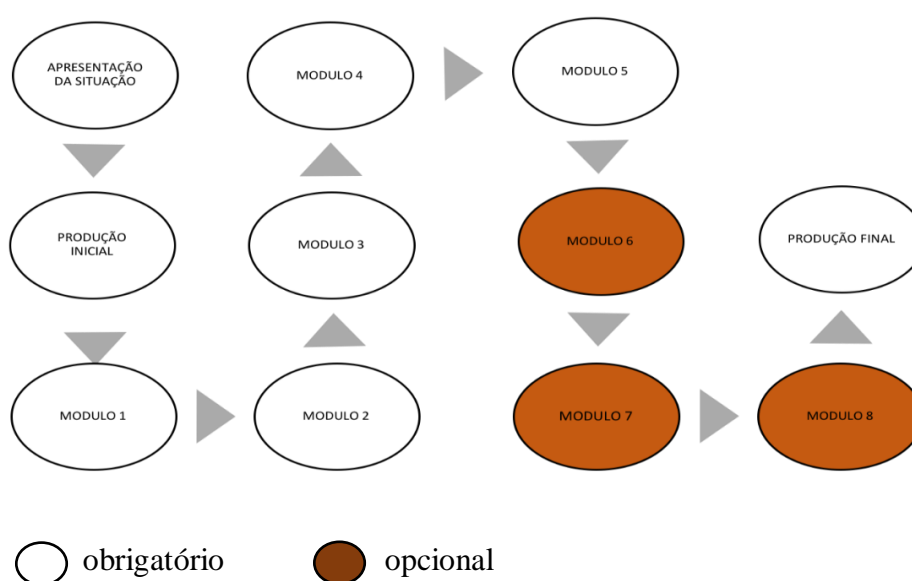 APRESENTAÇÃO
DA SITUAÇÃO
PRODUÇÃO
INICIAL
MODULO 1
MODULO 2
MODULO 3
MODULO 4
MODULO 5
MODULO 6
MODULO 7
MODULO 8
PRODUÇÃO FINAL
obrigatório
opcional